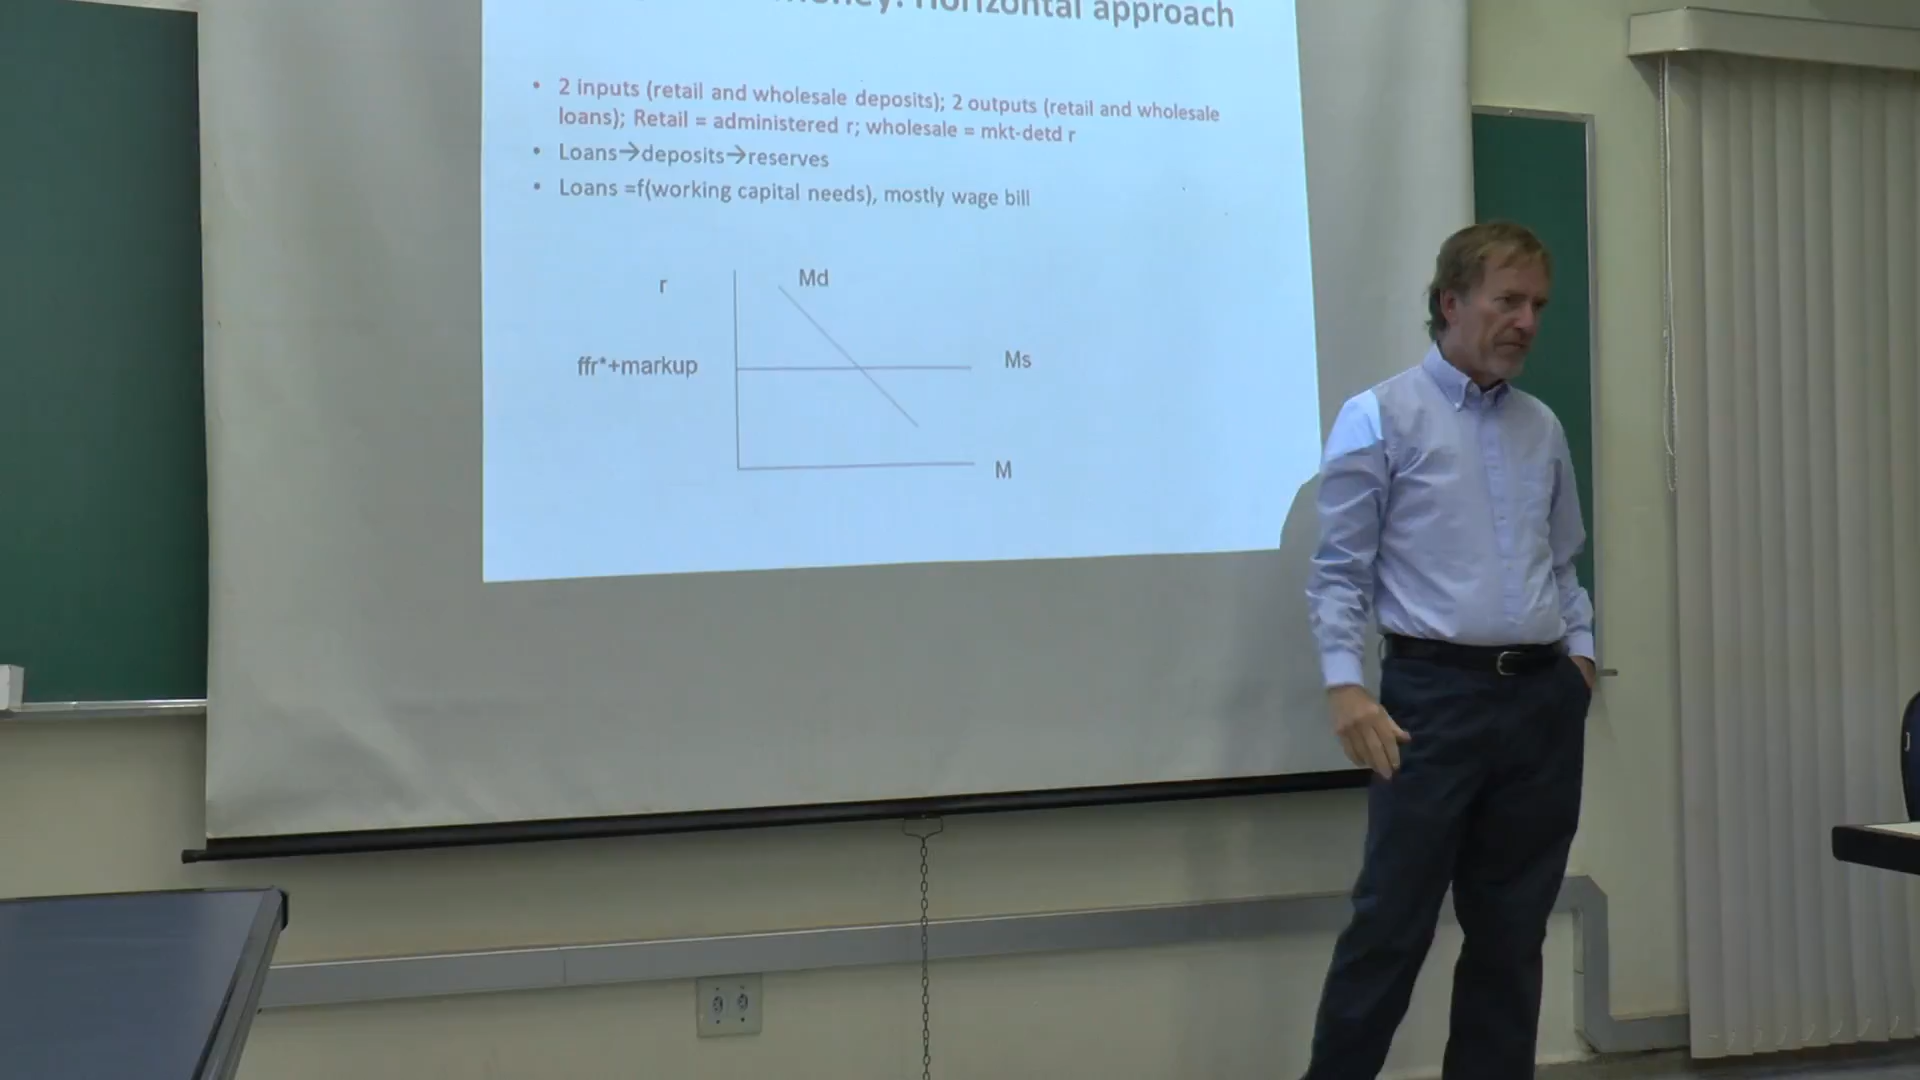 money: Horizontal approach
• 2 inputs (retail and wholesale deposits); 2 outputs (retail and wholesale
loans); Retail = administered r; wholesale = mkt-detd r
• Loans→deposits→reserves
• Loans =f(working capital needs), mostly wage bill
r
Md
ffr*+markup
Ms
M